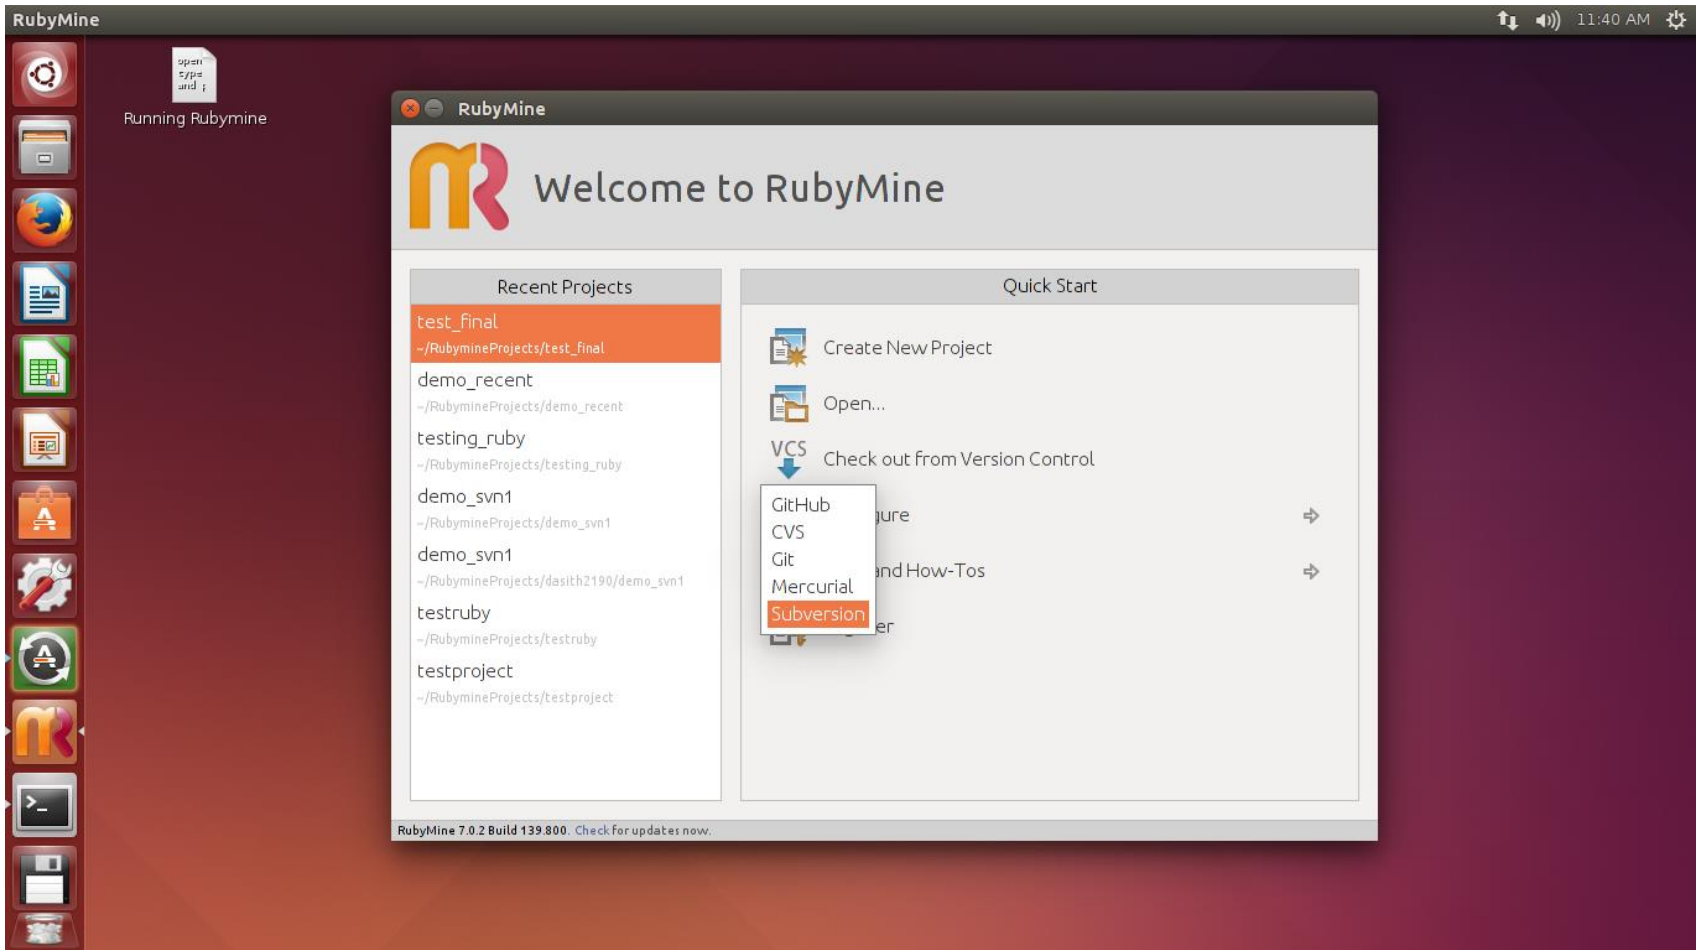 RubyMine
11:40 AM
open
type
and
Running Rubymine
RubyMine
Welcome to RubyMine
Recent Projects
test_final
~/RubymineProjects/test_final
demo_recent
~/RubymineProjects/demo_recent
testing_ruby
~/RubymineProjects/testing_ruby
demo_svn1
~/RubymineProjects/demo_svn1
demo_svn1
~/RubymineProjects/dasith2190/demo_svn1
testruby
~/RubymineProjects/testruby
testproject
~/RubymineProjects/testproject
Quick Start
Create New Project
Open...
VCS
Check out from Version Control
GitHub
CVS
Git
Mercurial
Subversion
and How-Tos
RubyMine 7.0.2 Build 139.800. Check for updates now.